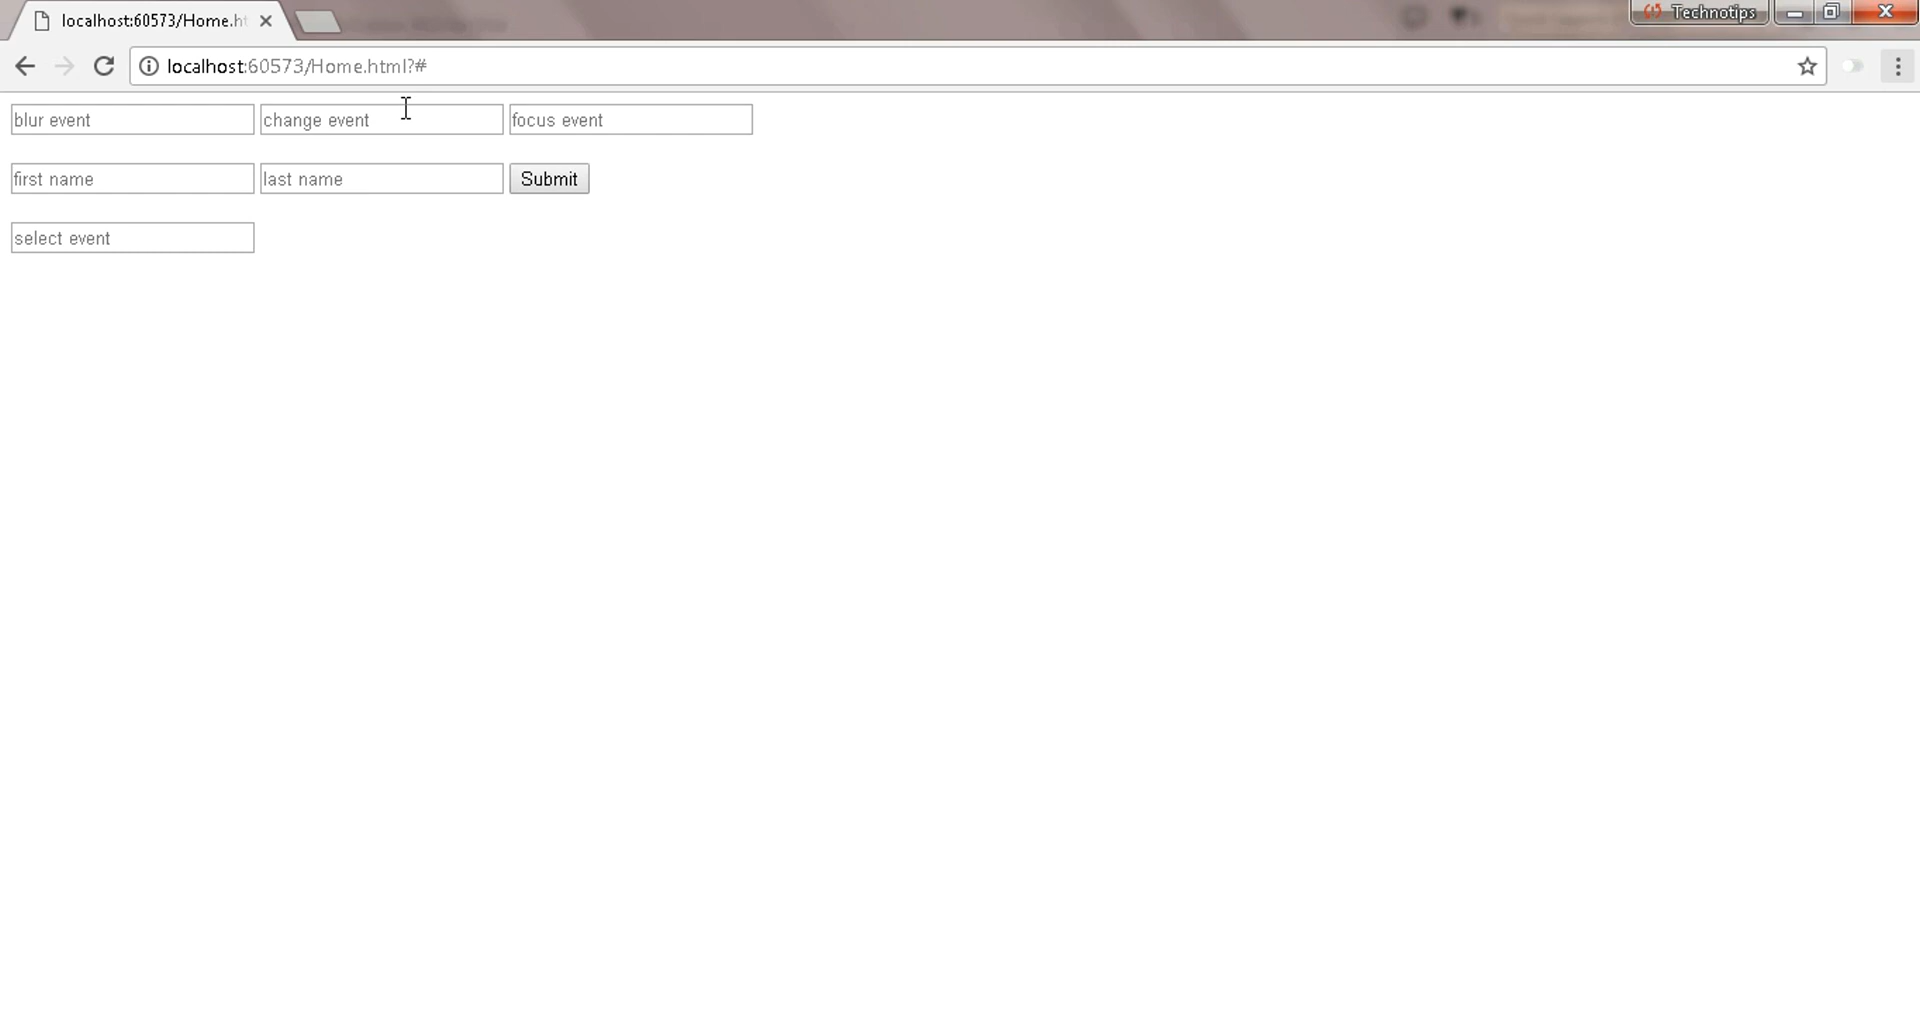 localhost:60573/Home.ht
Technotips
localhost:60573/Home.html?#
blur event change event focus event
first name last name Submit
select event